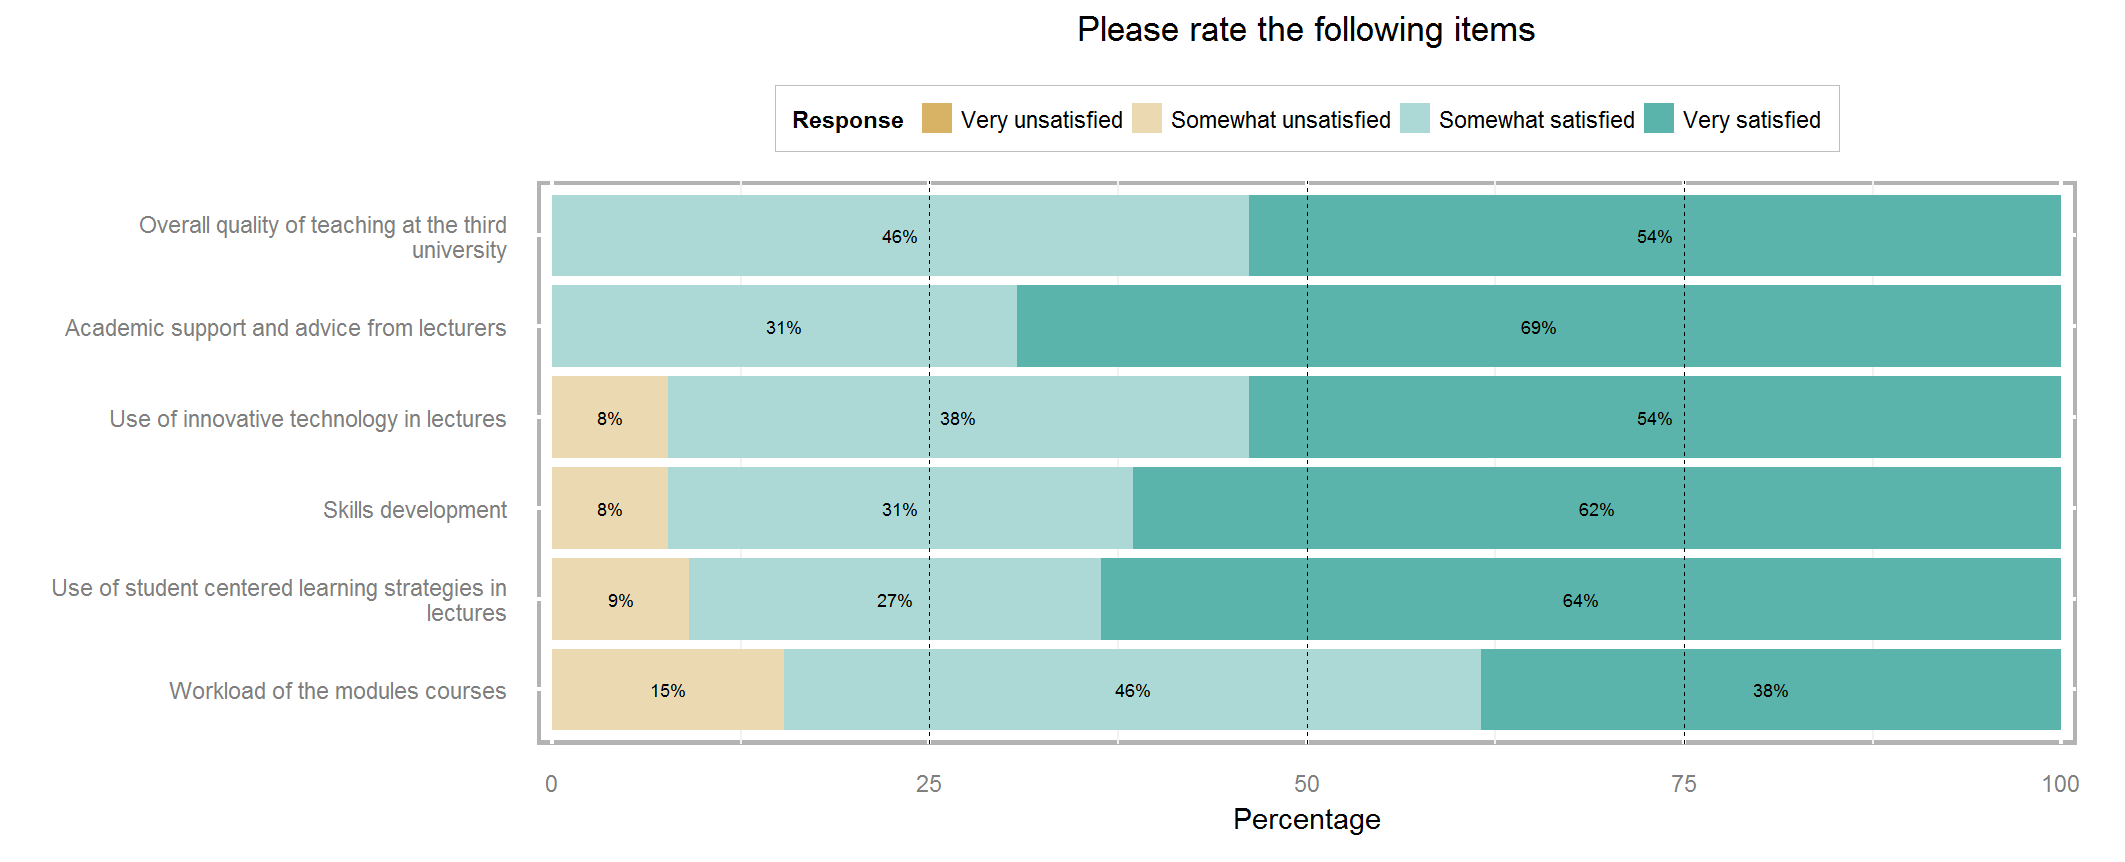 Please rate the following items
Response Very unsatisfied Somewhat unsatisfied Somewhat satisfied Very satisfied
Overall quality of teaching at the third
university
46% 54%
Academic support and advice from lecturers
31% 69%
Use of innovative technology in lectures
8% 38% 54%
Skills development
8% 31% 62%
Use of student centered learning strategies in
lectures
9% 27% 64%
Workload of the modules courses
15% 46% 38%
0 25 50 75 100
Percentage